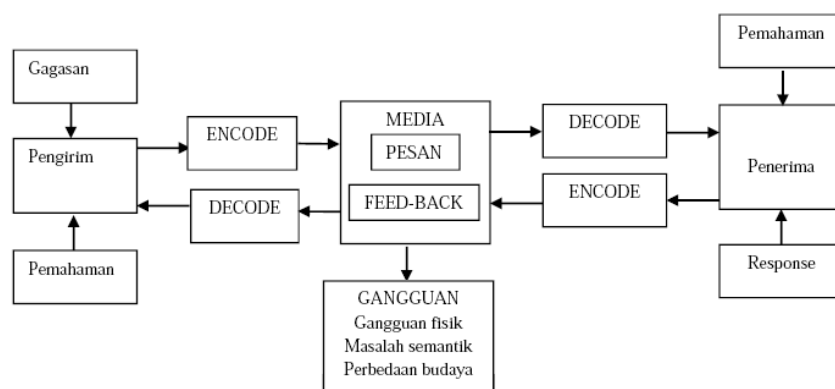 Gagasan
Pengirim
Pemahaman
ENCODE
DECODE
MEDIA
PESAN
FEED-BACK
GANGGUAN
Gangguan fisik
Masalah semantik
Perbedaan budaya
DECODE
ENCODE
Pemahaman
Penerima
Response